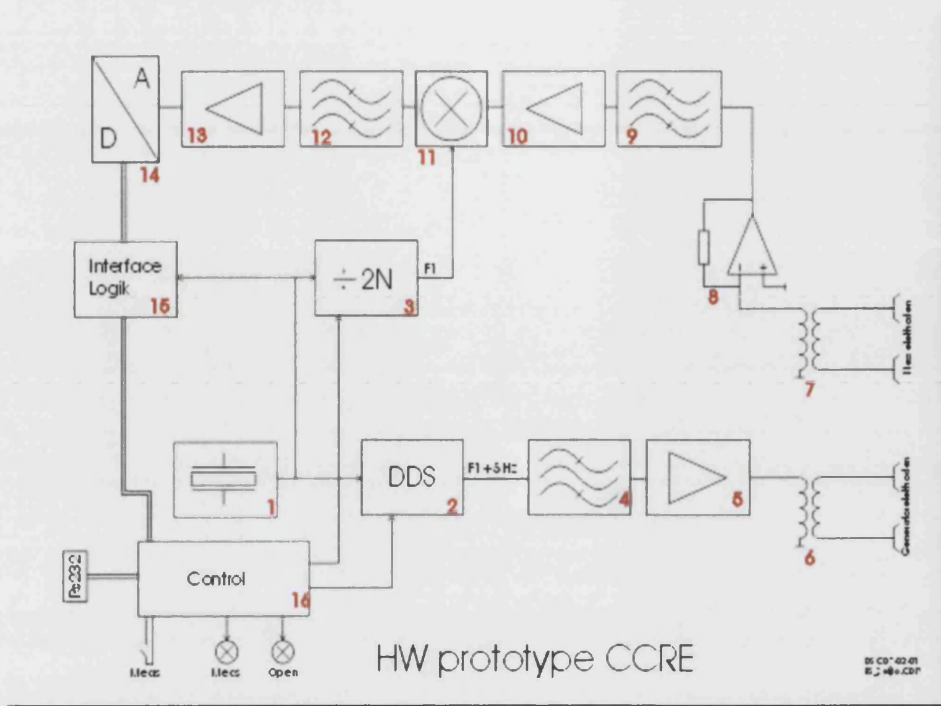 A
D
14
13
12
11
10
9
Interface
Logik
15
÷ 2N
3
F1
8
7
1
DDS
2
F1+5Hz
4
5
6
Rs232
Control
16
Meas
Open
HW prototype CCRE